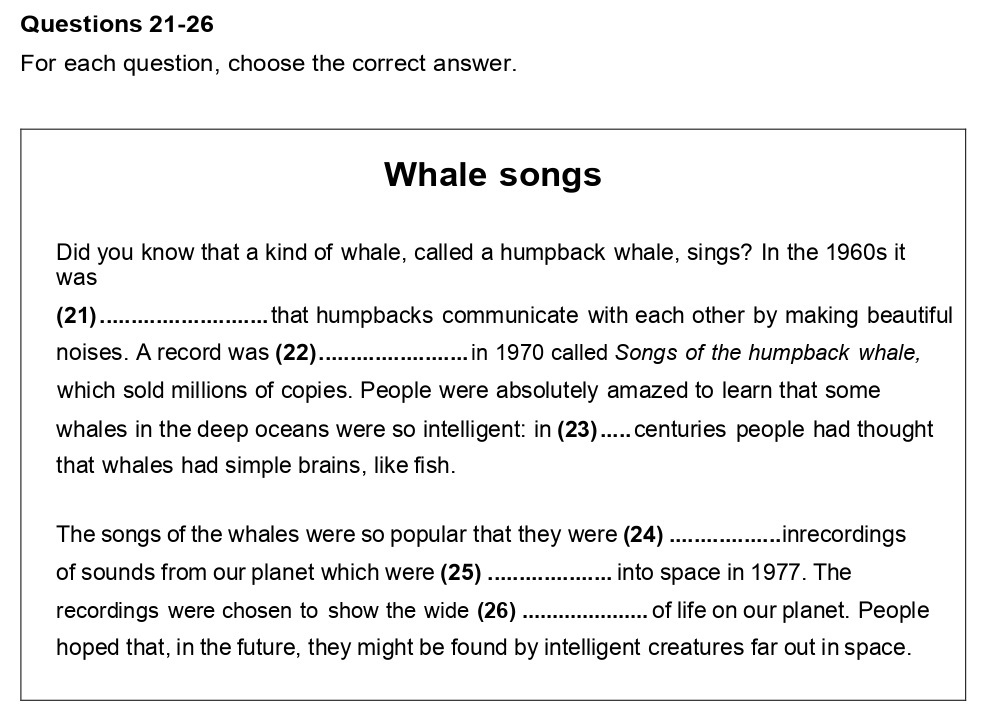 Questions 21-26
For each question, choose the correct answer.
Whale songs
Did you know that a kind of whale, called a humpback whale, sings? In the 1960s it
was
(21)...........................that humpbacks communicate with each other by making beautiful
noises. A record was (22)........................in 1970 called Songs of the humpback whale,
which sold millions of copies. People were absolutely amazed to learn that some
whales in the deep oceans were so intelligent: in (23).....centuries people had thought
that whales had simple brains, like fish.
The songs of the whales were so popular that they were (24) ..................inrecordings
of sounds from our planet which were (25) .................... into space in 1977. The
recordings were chosen to show the wide (26) ..................... of life on our planet. People
hoped that, in the future, they might be found by intelligent creatures far out in space.